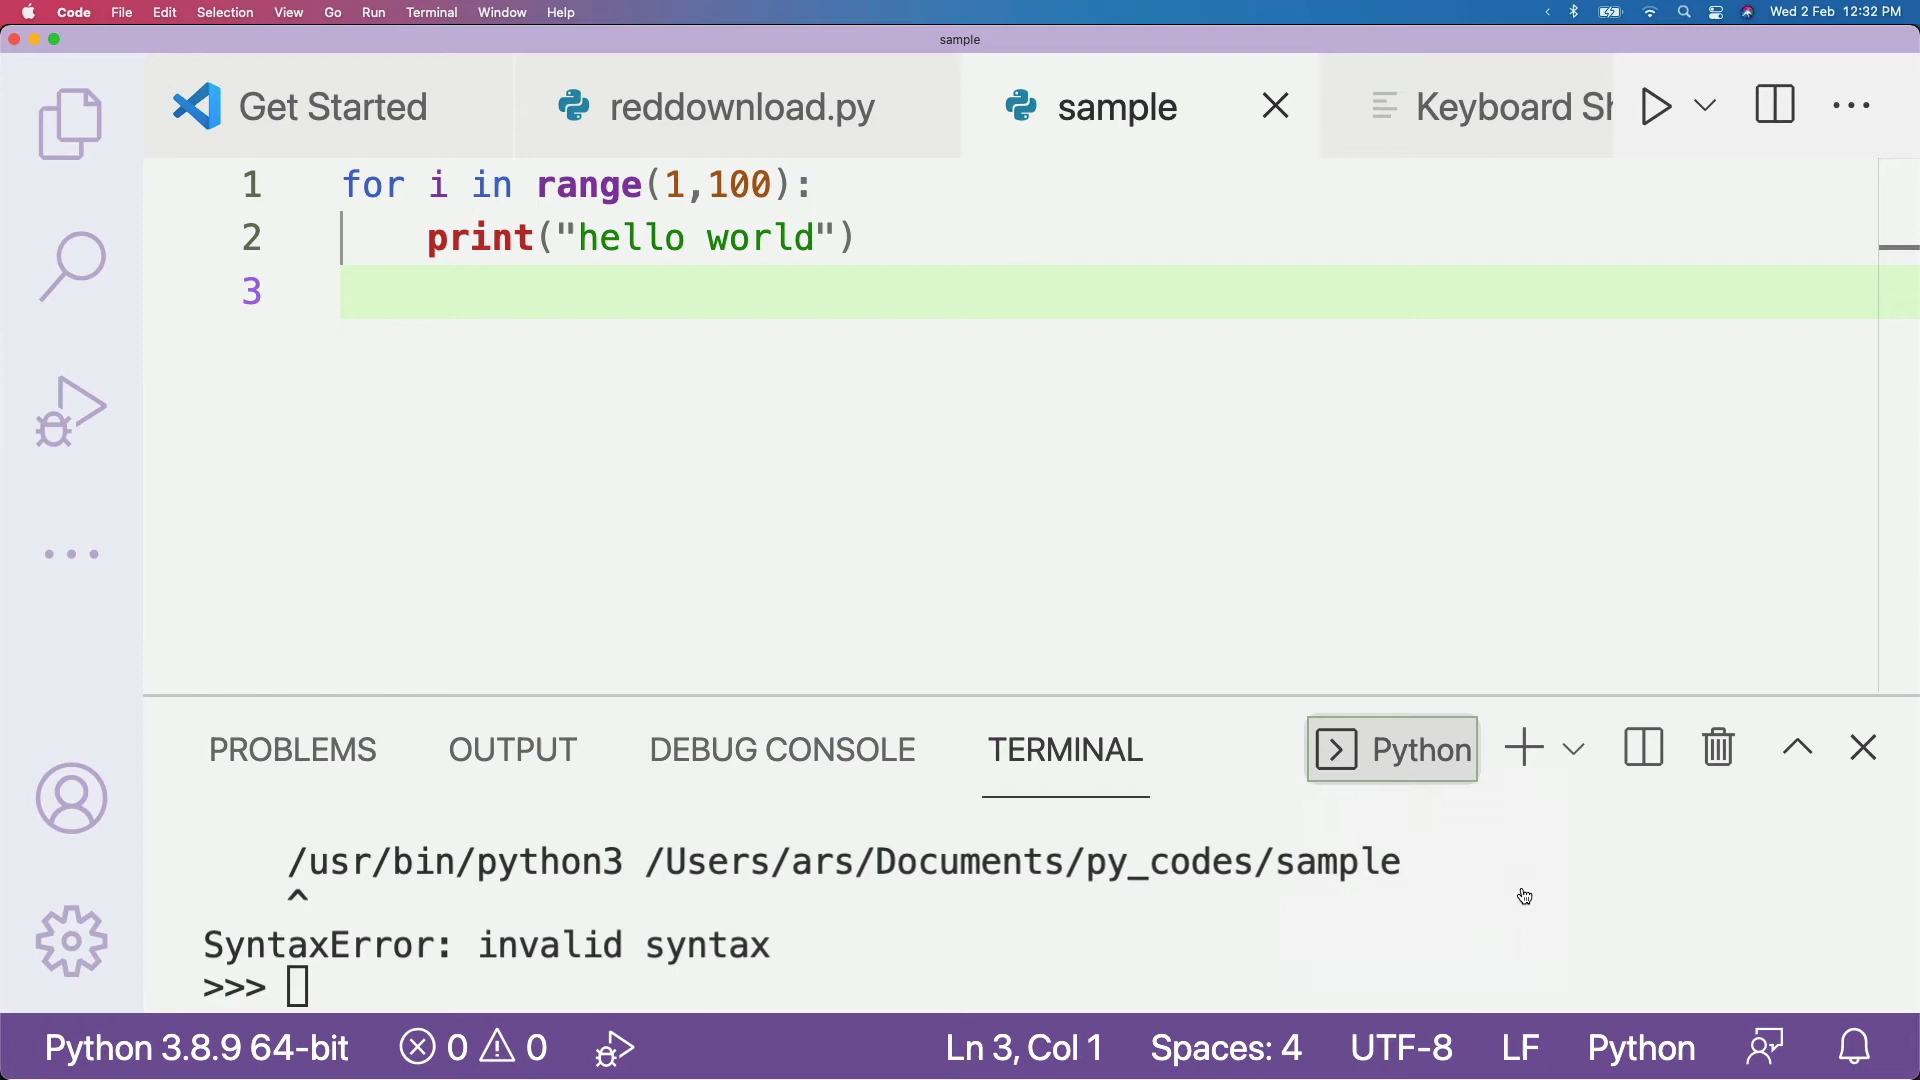 Code File Edit Selection View Go Run Terminal Window Help Wed 2 Feb 12:32 PM
sample
Get Started reddownload.py sample Keyboard Sh
1 for i in range(1,100):
2 print("hello world")
3
PROBLEMS OUTPUT DEBUG CONSOLE TERMINAL Python
/usr/bin/python3 /Users/ars/Documents/py_codes/sample
^
SyntaxError: invalid syntax
>>>
Python 3.8.9 64-bit 0 0 Ln 3, Col 1 Spaces: 4 UTF-8 LF Python